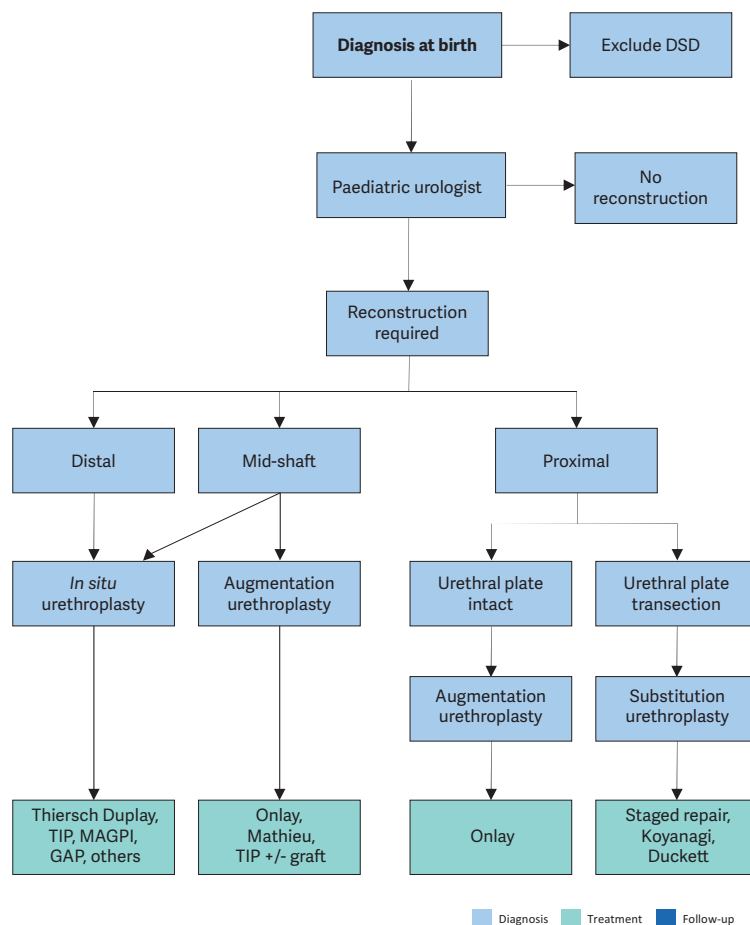 Diagnosis at birth
Exclude DSD
Paediatric urologist
No
reconstruction
Reconstruction
required
Distal
Mid-shaft
Proximal
In situ
urethroplasty
Augmentation
urethroplasty
Urethral plate
intact
Urethral plate
transection
Augmentation
urethroplasty
Substitution
urethroplasty
Thiersch Duplay,
TIP, MAGPI,
GAP, others
Onlay,
Mathieu,
TIP +/- graft
Onlay
Staged repair,
Koyanagi,
Duckett
Diagnosis
Treatment
Follow-up